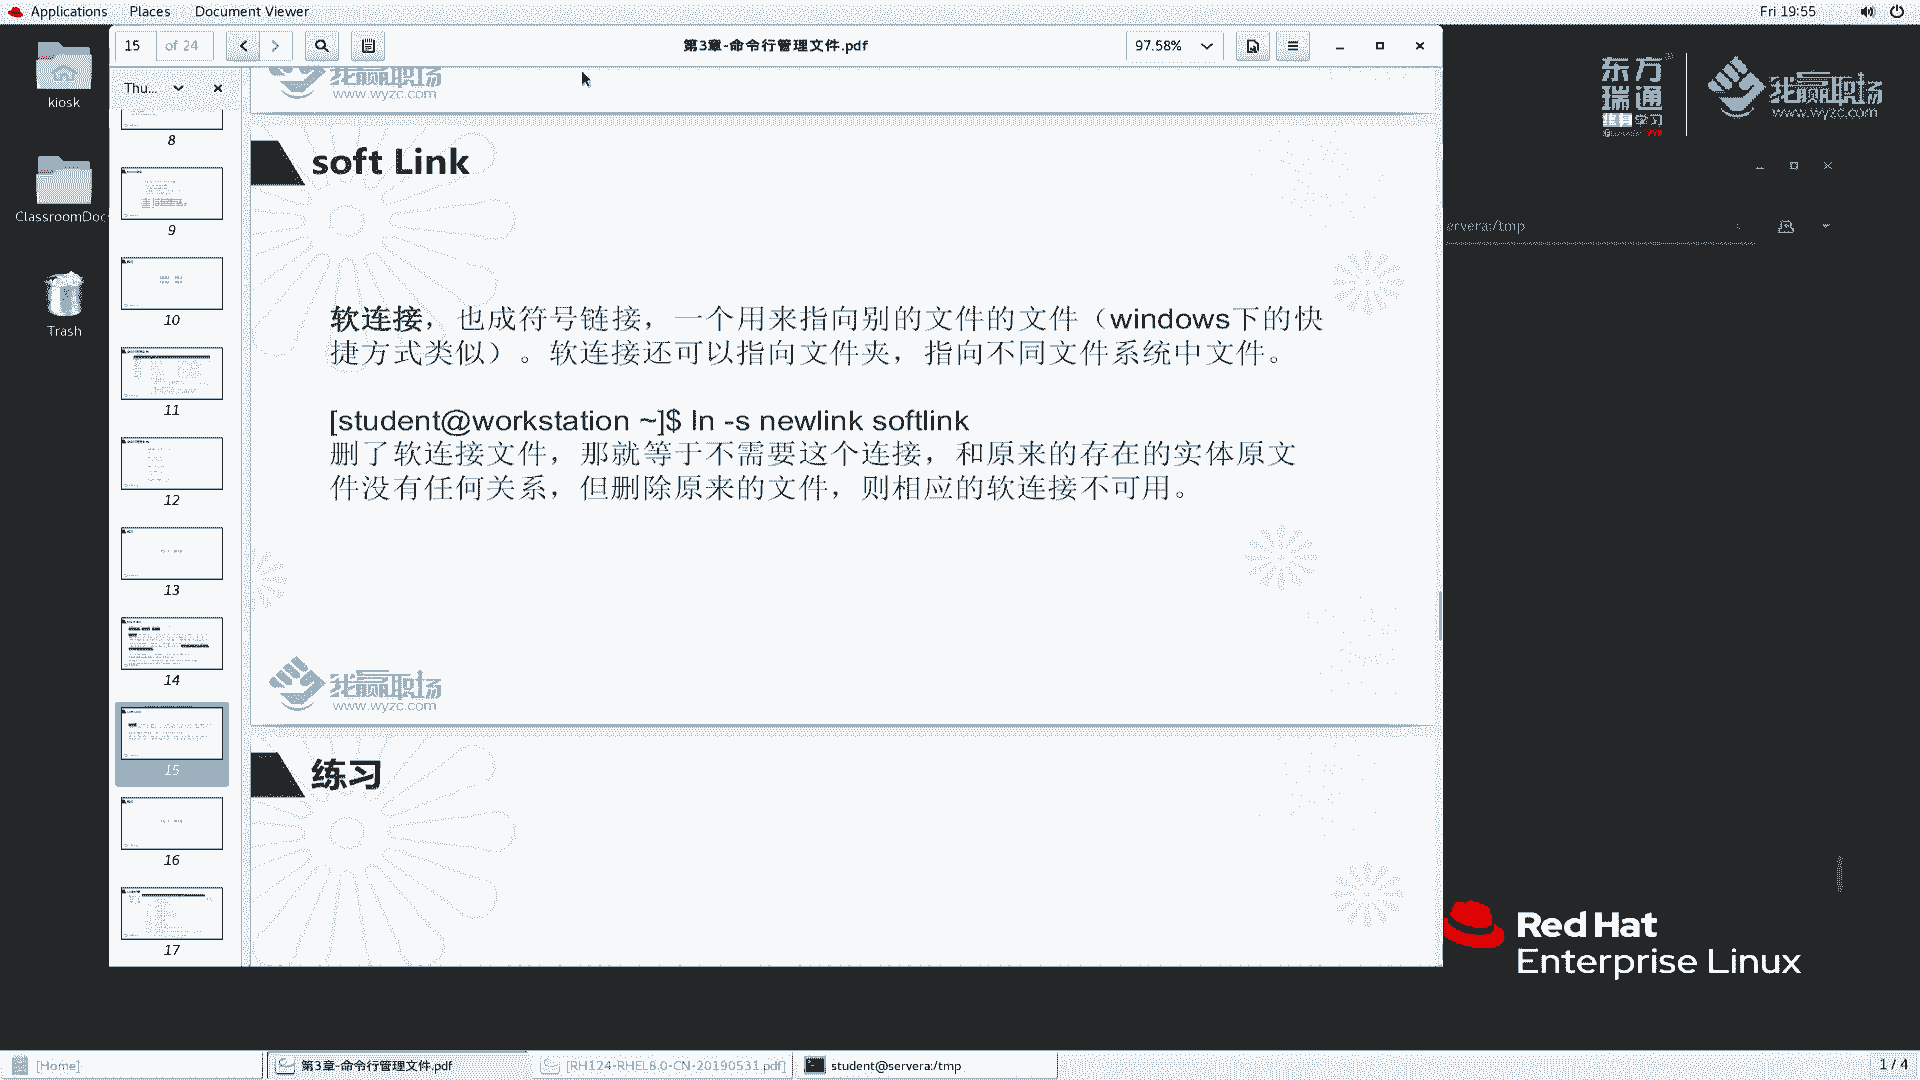 Applications Places Document Viewer Fri 19:55
15 of 24 第3章-命令行管理文件.pdf 97.58%
kiosk
ClassroomDoc
Trash
Thu...
8
9
10
11
12
13
14
15
16
17
我赢职场
www.wyzc.com
soft Link
软连接，也成符号链接，一个用来指向别的文件的文件（windows下的快
捷方式类似）。软连接还可以指向文件夹，指向不同文件系统中文件。
[student@workstation ~]$ ln -s newlink softlink
删了软连接文件，那就等于不需要这个连接，和原来的存在的实体原文
件没有任何关系，但删除原来的文件，则相应的软连接不可用。
我赢职场
www.wyzc.com
练习
东方
瑞通
终身学习
我赢职场
www.wyzc.com
ervera:/tmp
Red Hat
Enterprise Linux
[Home]
第3章-命令行管理文件.pdf
[RH124-RHEL8.0-CN-20190531.pdf]
student@servera:/tmp
1 / 4